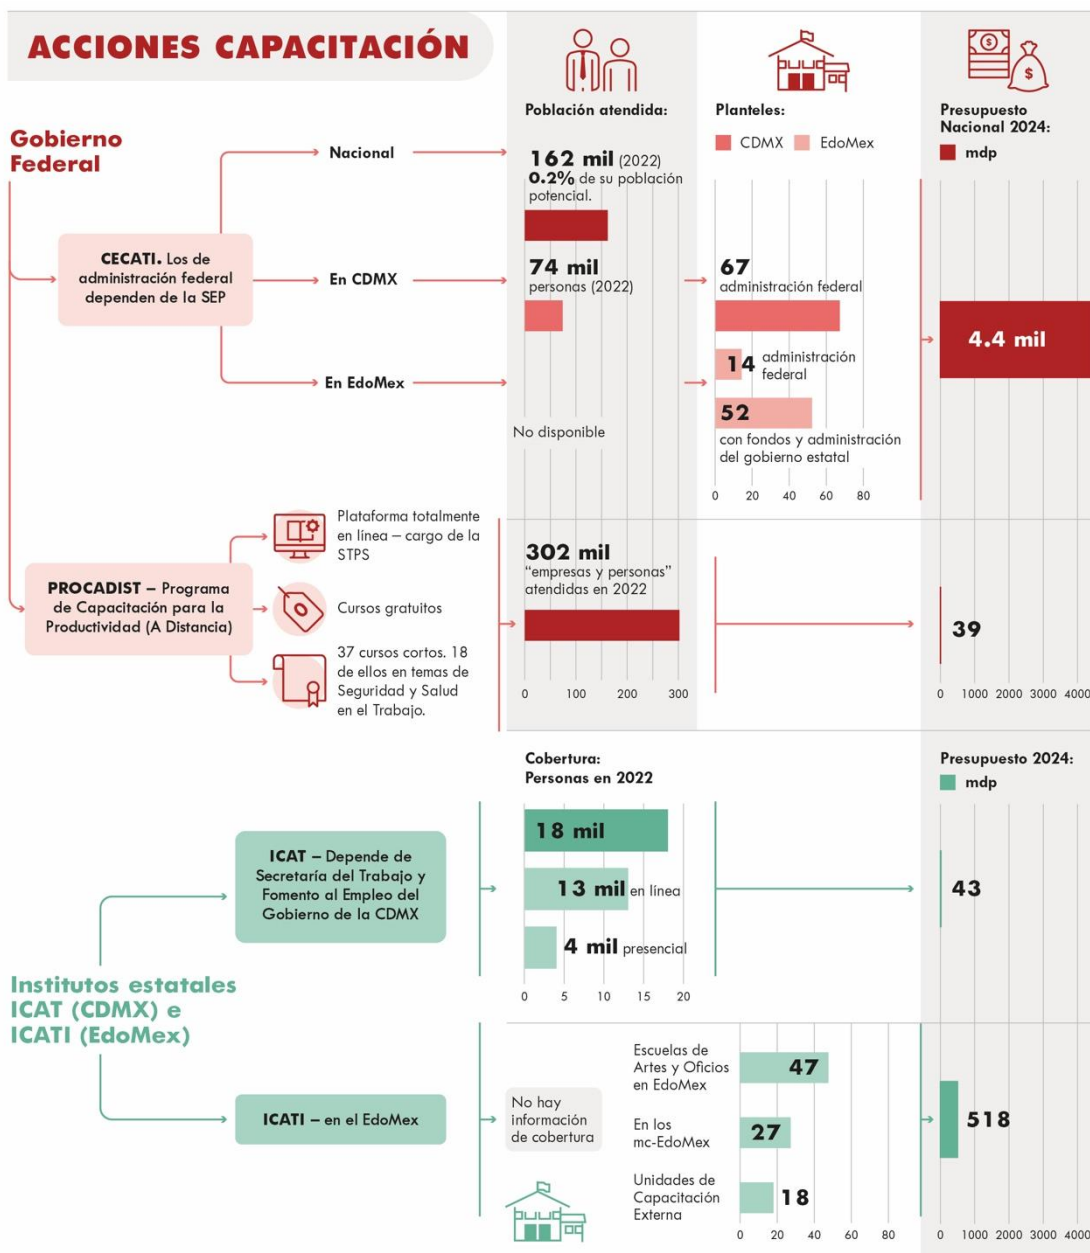 ACCIONES CAPACITACIÓN
Población atendida:
Planteles:
CDMX
EdoMex
Presupuesto
Nacional 2024:
mdp
Gobierno
Federal
CECATI. Los de
administración federal
dependen de la SEP
Nacional
162 mil (2022)
0.2% de su población
potencial.
En CDMX
74 mil
personas (2022)
67
administración federal
4.4 mil
En EdoMex
No disponible
14 administración
federal
52
con fondos y administración
del gobierno estatal
0 20 40 60 80
PROCADIST – Programa
de Capacitación para la
Productividad (A Distancia)
Plataforma totalmente
en línea – cargo de la
STPS
Cursos gratuitos
37 cursos cortos. 18
de ellos en temas de
Seguridad y Salud
en el Trabajo.
302 mil
“empresas y personas”
atendidas en 2022
0 100 200 300
39
0 1000 2000 3000 4000
Cobertura:
Personas en 2022
Presupuesto 2024:
mdp
Institutos estatales
ICAT (CDMX) e
ICATI (EdoMex)
ICAT – Depende de
Secretaría del Trabajo y
Fomento al Empleo del
Gobierno de la CDMX
18 mil
13 mil en línea
4 mil presencial
0 5 10 15 20
43
ICATI – en el EdoMex
No hay
información
de cobertura
Escuelas de
Artes y Oficios
en EdoMex
47
En los
mc-EdoMex
27
Unidades de
Capacitación
Externa
18
0 20 40 60 80
518
0 1000 2000 3000 4000